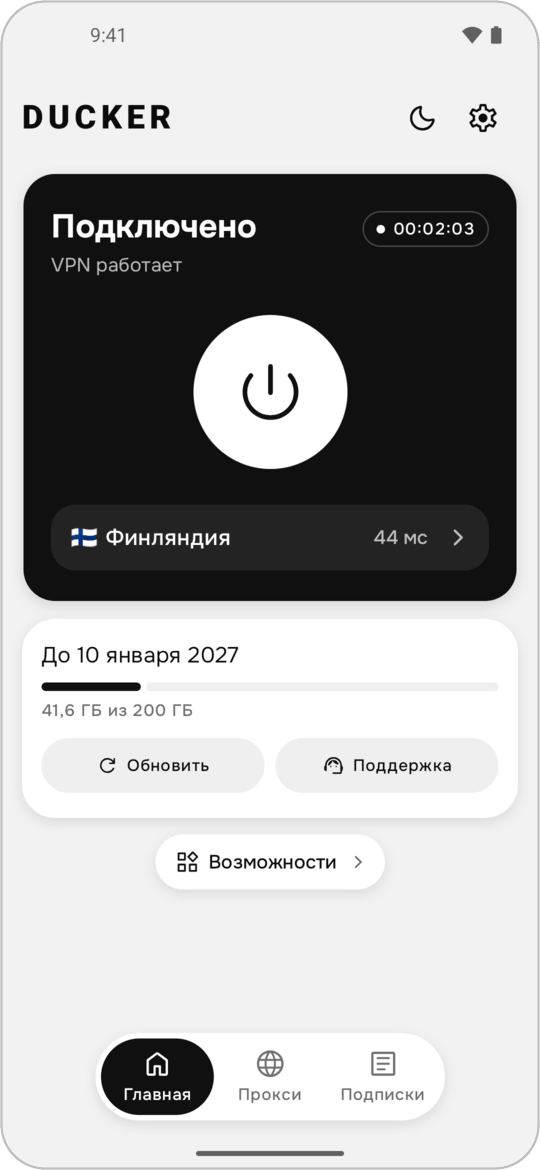 9:41
DUCKER
Подключено
00:02:03
VPN работает
Финляндия 44 мс
До 10 января 2027
41,6 ГБ из 200 ГБ
Обновить Поддержка
Возможности
Главная Прокси Подписки